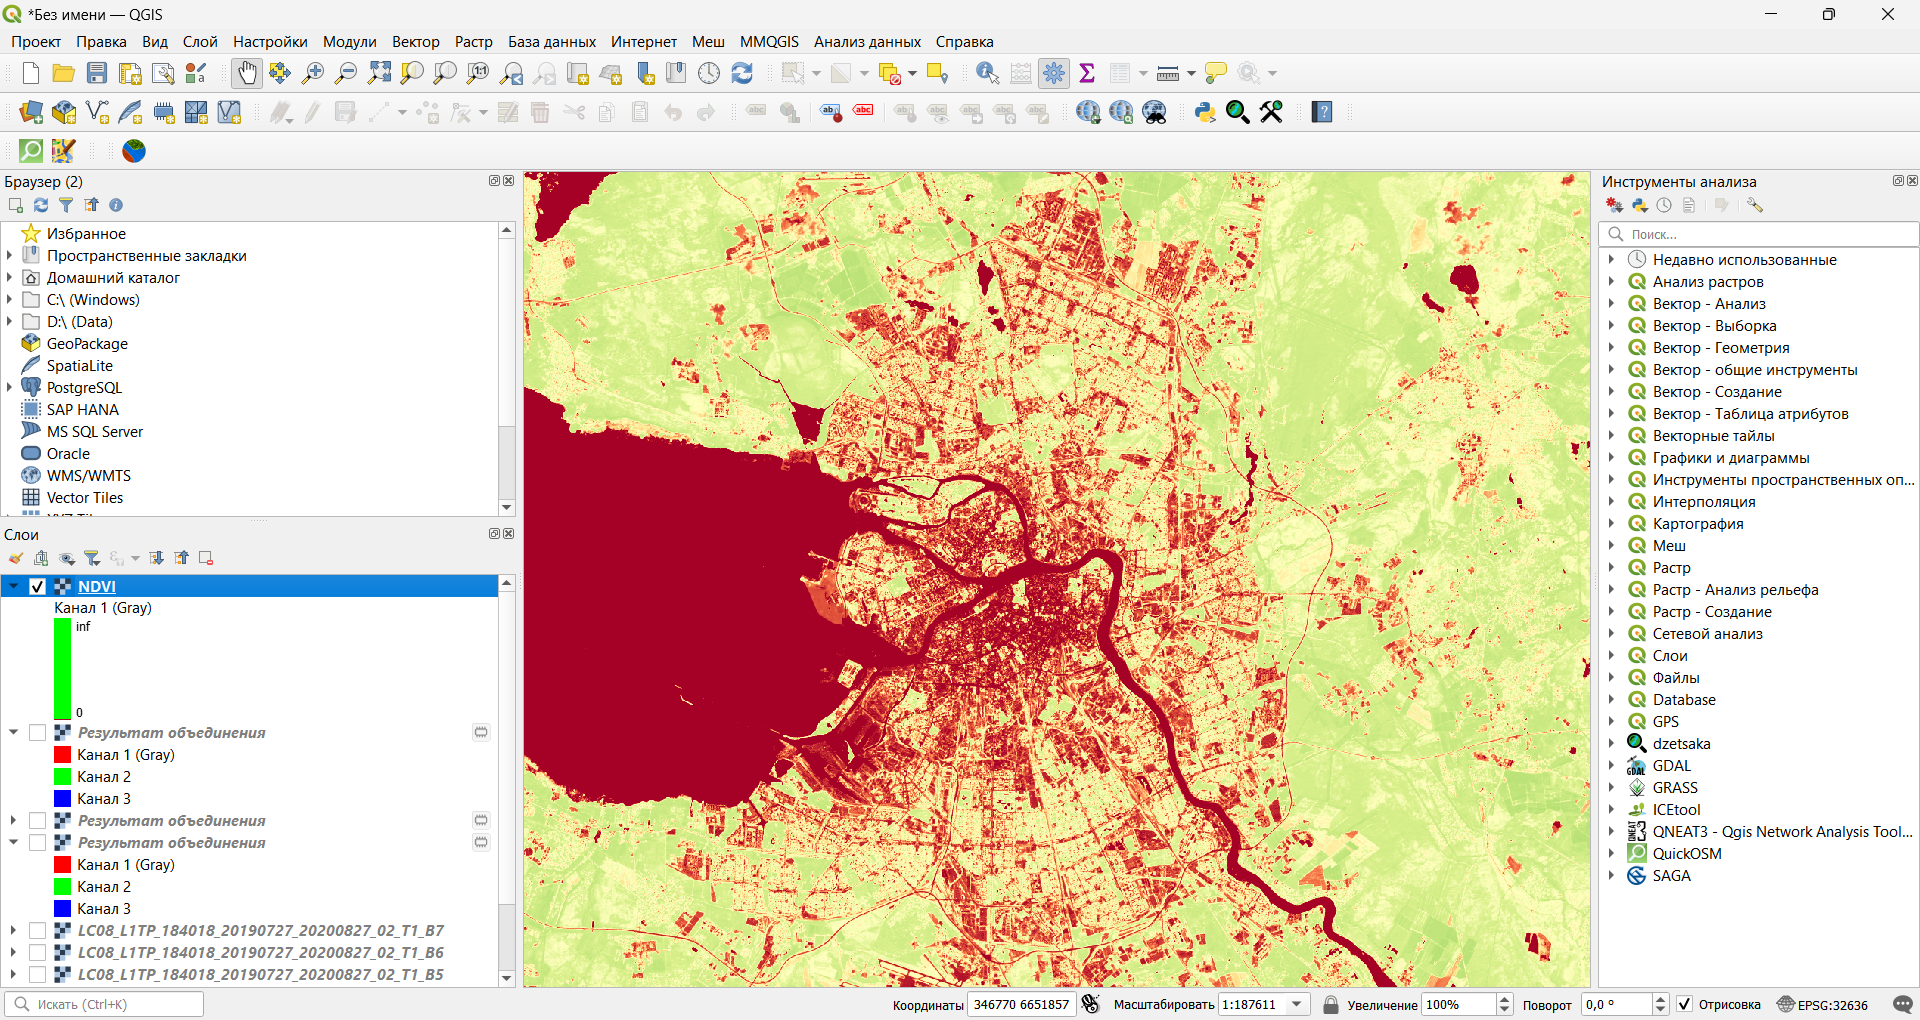 *Без имени — QGIS
Проект Правка Вид Слой Настройки Модули Вектор Растр База данных Интернет Меш MMQGIS Анализ данных Справка
Браузер (2)
Избранное
Пространственные закладки
Домашний каталог
C:\ (Windows)
D:\ (Data)
GeoPackage
SpatiaLite
PostgreSQL
SAP HANA
MS SQL Server
Oracle
WMS/WMTS
Vector Tiles
Слои
NDVI
Канал 1 (Gray)
inf
0
Результат объединения
Канал 1 (Gray)
Канал 2
Канал 3
Результат объединения
Результат объединения
Канал 1 (Gray)
Канал 2
Канал 3
LC08_L1TP_184018_20190727_20200827_02_T1_B7
LC08_L1TP_184018_20190727_20200827_02_T1_B6
LC08_L1TP_184018_20190727_20200827_02_T1_B5
Инструменты анализа
Поиск...
Недавно использованные
Анализ растров
Вектор - Анализ
Вектор - Выборка
Вектор - Геометрия
Вектор - общие инструменты
Вектор - Создание
Вектор - Таблица атрибутов
Векторные тайлы
Графики и диаграммы
Инструменты пространственных оп...
Интерполяция
Картография
Меш
Растр
Растр - Анализ рельефа
Растр - Создание
Сетевой анализ
Слои
Файлы
Database
GPS
dzetsaka
GDAL
GRASS
ICEtool
QNEAT3 - Qgis Network Analysis Tool...
QuickOSM
SAGA
Искать (Ctrl+K)
Координаты 346770 6651857 Масштабировать 1:187611 Увеличение 100% Поворот 0,0 ° Отрисовка EPSG:32636